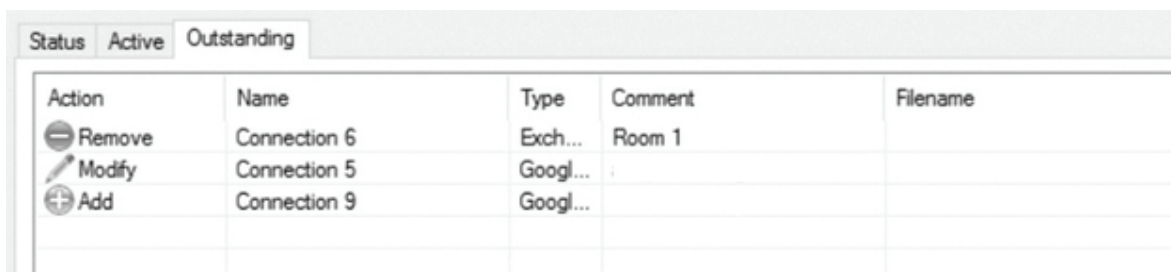 Status Active Outstanding
Action Name Type Comment Filename
Remove Connection 6 Exch... Room 1
Modify Connection 5 Googl...
Add Connection 9 Googl...